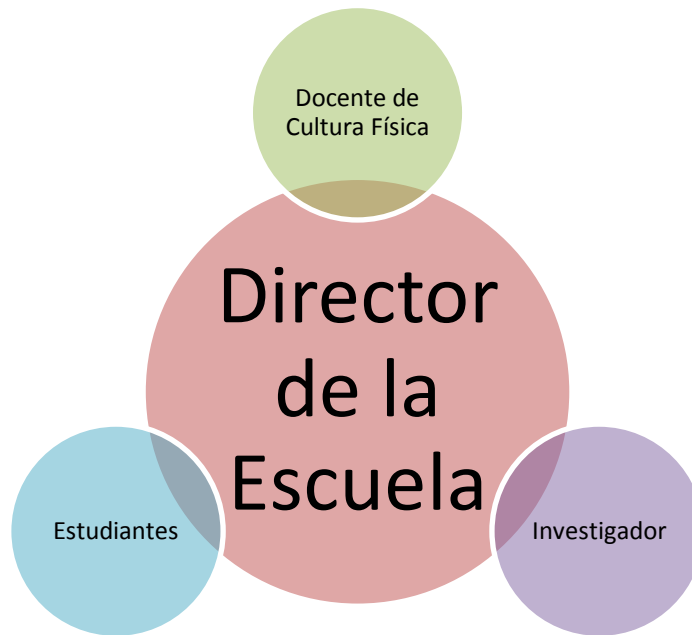 Docente de
Cultura Física
Director
de la
Escuela
Estudiantes
Investigador